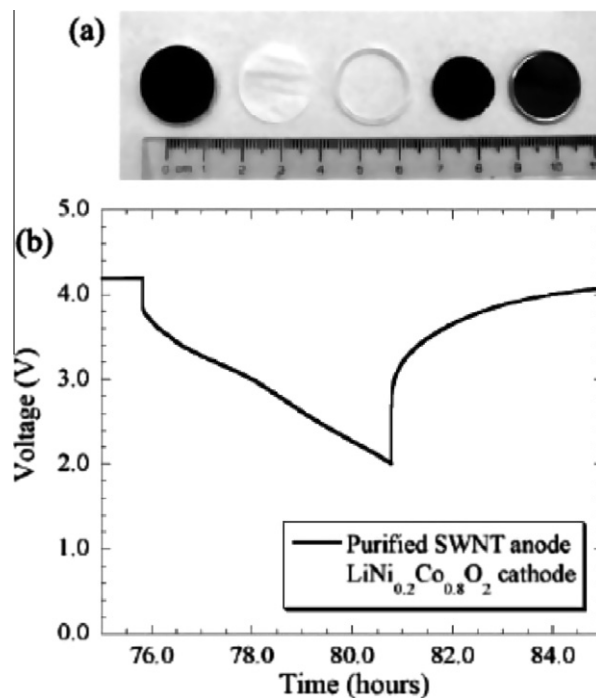 (a)
0 cm 1 2 3 4 5 6 7 8 9 10
(b)
5.0
4.0
3.0
2.0
1.0
0.0
Voltage (V)
Purified SWNT anode
LiNi0.2Co0.8O2 cathode
76.0 78.0 80.0 82.0 84.0
Time (hours)